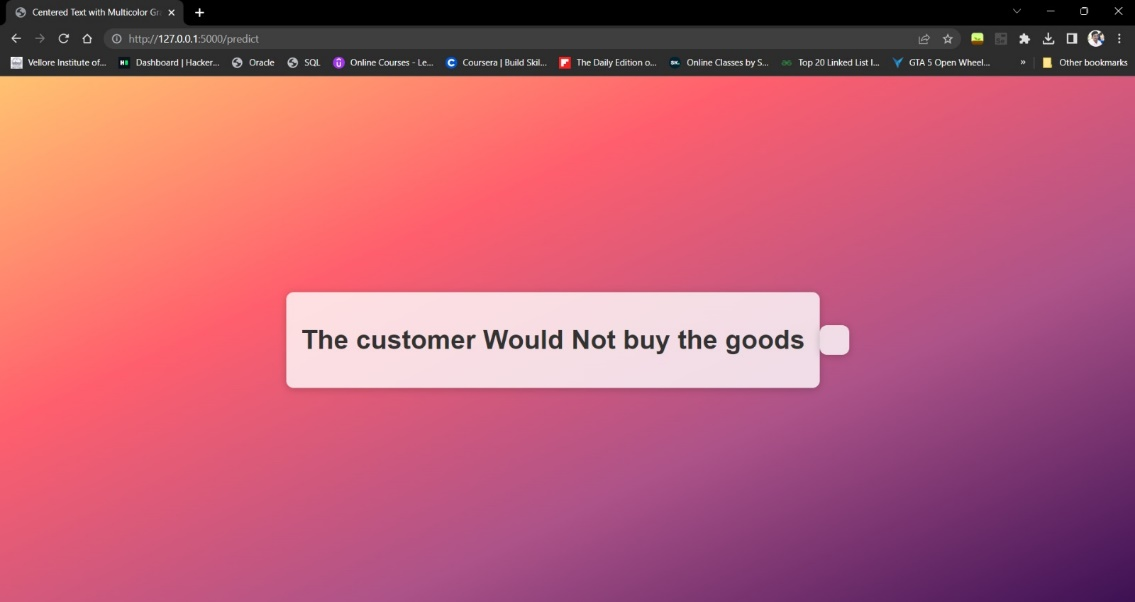 Centered Text with Multicolor Gr
http://127.0.0.1:5000/predict
Vellore Institute of... Dashboard | Hacker... Oracle SQL Online Courses - Le... Coursera | Build Skil... The Daily Edition o... Online Classes by S... Top 20 Linked List I... GTA 5 Open Wheel... » Other bookmarks
The customer Would Not buy the goods